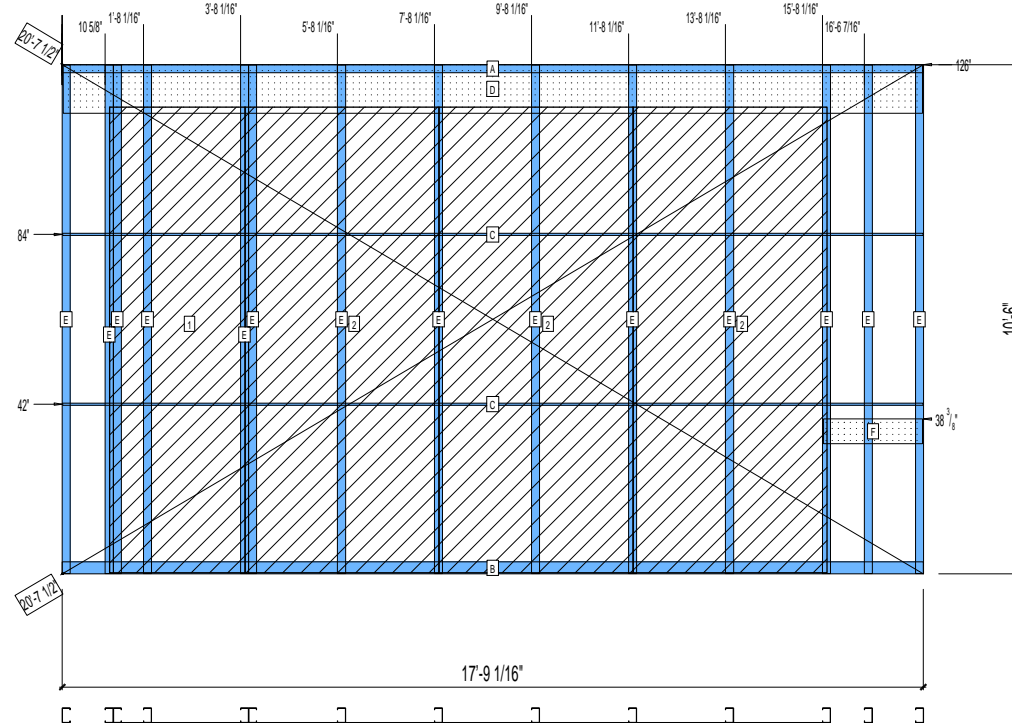 9'-8 1/16"
1'-8 1/16" 3'-8 1/16" 7'-8 1/16" 15'-8 1/16"
10 5/8" 5'-8 1/16" 11'-8 1/16" 13'-8 1/16" 16'-6 7/16"
20'-7 1/2"
A 126"
D
84" C
E E E E E E E E E E E E
1 2 2 2
E E
10'-6"
42" C
38 3/8"
F
B
20'-7 1/2"
17'-9 1/16"